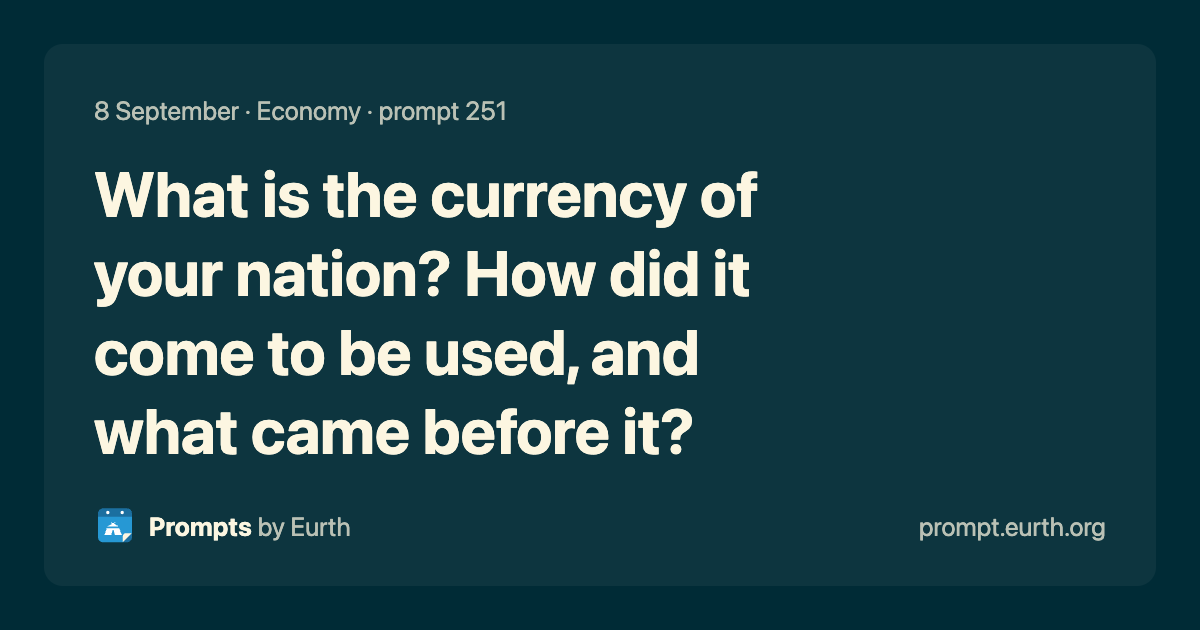 8 September · Economy · prompt 251
What is the currency of
your nation? How did it
come to be used, and
what came before it?
Prompts by Eurth
prompt.eurth.org